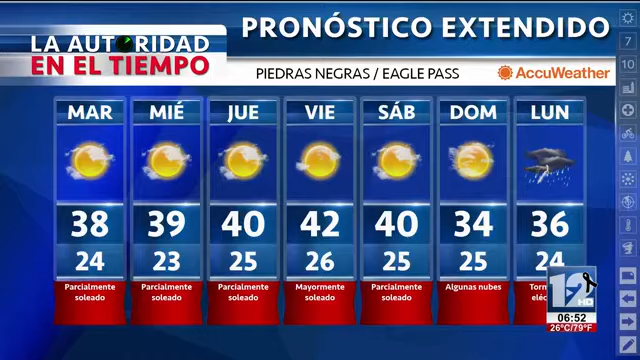 LA AUTORIDAD
EN EL TIEMPO
PRONÓSTICO EXTENDIDO
PIEDRAS NEGRAS / EAGLE PASS
AccuWeather
7
10
MAR
MIÉ
JUE
VIE
SÁB
DOM
LUN
38
39
40
42
40
34
36
24
23
25
26
25
25
24
Parcialmente
soleado
Parcialmente
soleado
Parcialmente
soleado
Mayormente
soleado
Parcialmente
soleado
Algunas nubes
12
HD
06:52
26°C/79°F